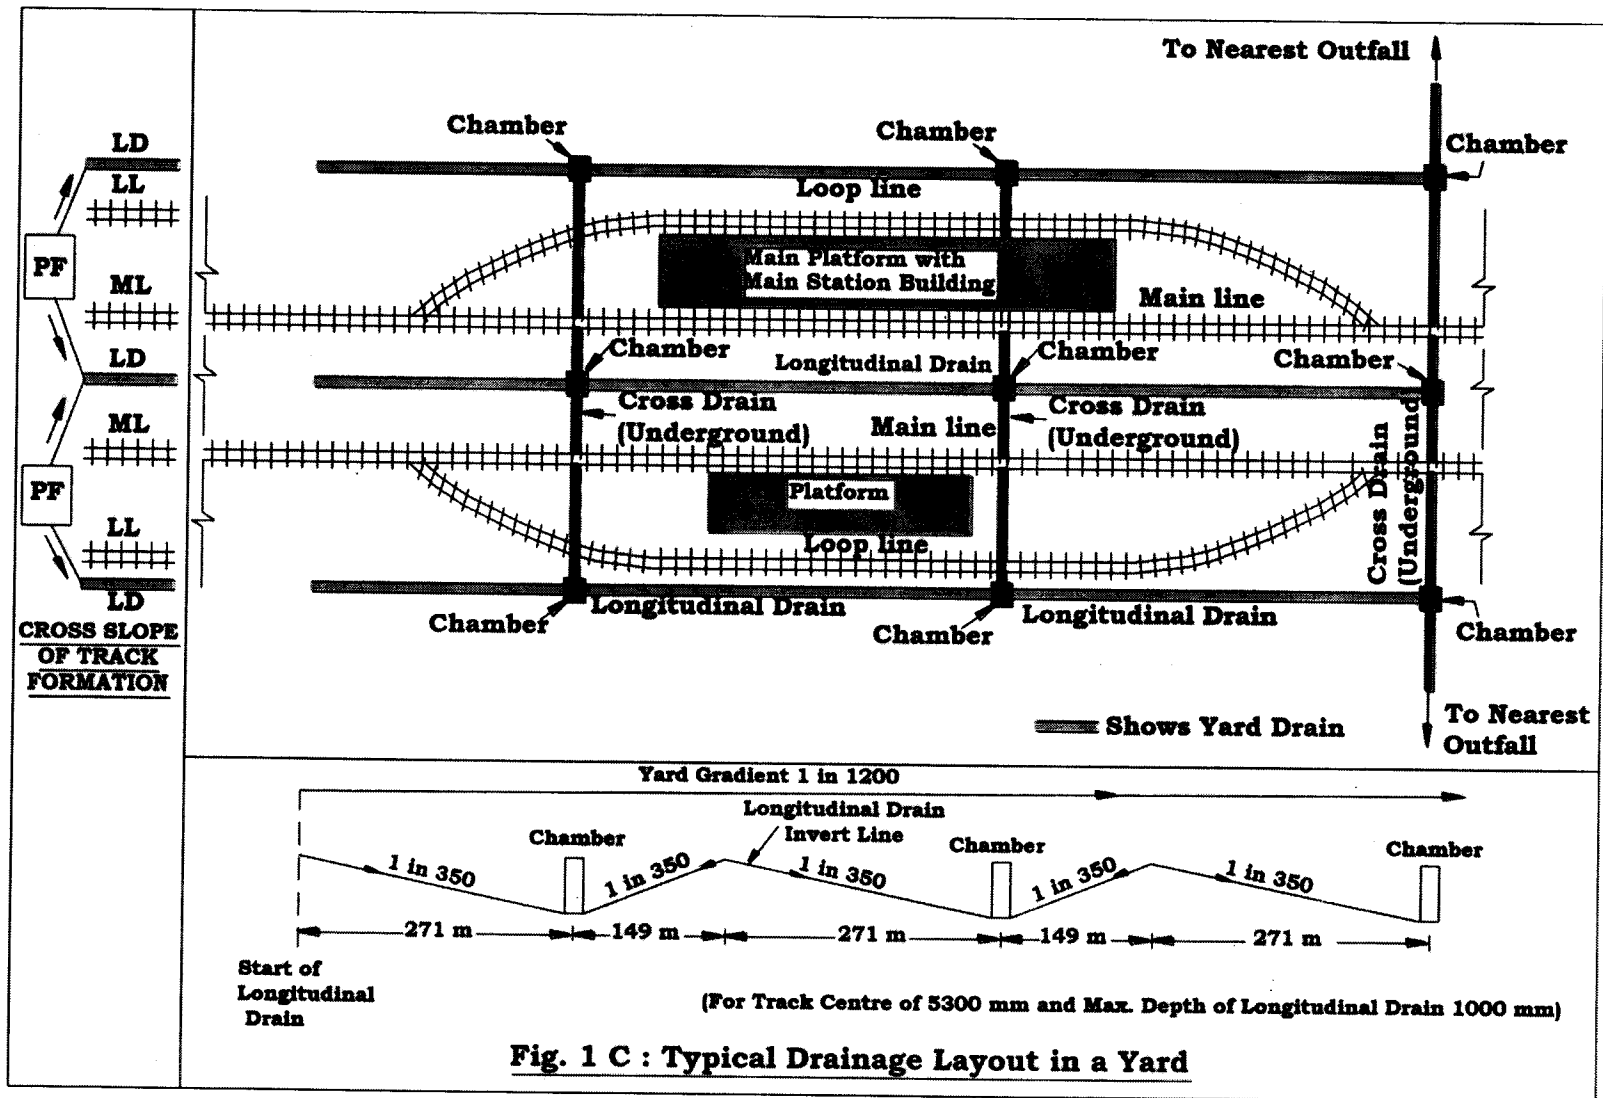 To Nearest Outfall
Chamber
Chamber
Chamber
LD
LL
Loop line
PF
Main Platform with
Main Station Building
ML
Main line
Chamber
Longitudinal Drain
Chamber
Chamber
LD
Cross Drain
(Underground)
Main line
Cross Drain
(Underground)
ML
Cross Drain
(Underground
PF
Platform
LL
Loop line
LD
Longitudinal Drain
Longitudinal Drain
Chamber
Chamber
Chamber
CROSS SLOPE
OF TRACK
FORMATION
Shows Yard Drain
To Nearest
Outfall
Yard Gradient 1 in 1200
Longitudinal Drain
Invert Line
Chamber
Chamber
Chamber
1 in 350
1 in 350
1 in 350
1 in 350
1 in 350
271 m
149 m
271 m
149 m
271 m
Start of
Longitudinal
Drain
(For Track Centre of 5300 mm and Max. Depth of Longitudinal Drain 1000 mm)
Fig. 1 C : Typical Drainage Layout in a Yard